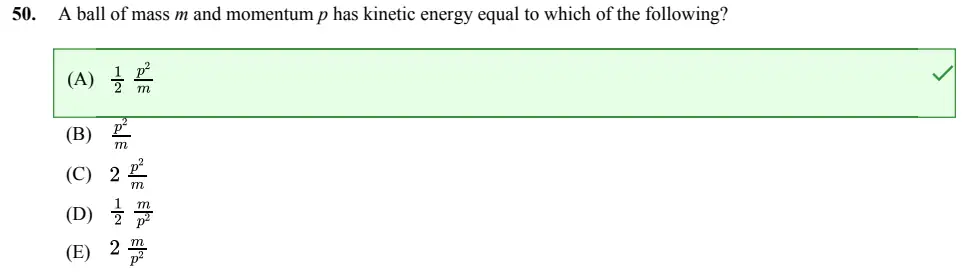 50. A ball of mass m and momentum p has kinetic energy equal to which of the following?
(A) 1/2 p²/m
(B) p²/m
(C) 2 p²/m
(D) 1/2 m/p²
(E) 2 m/p²